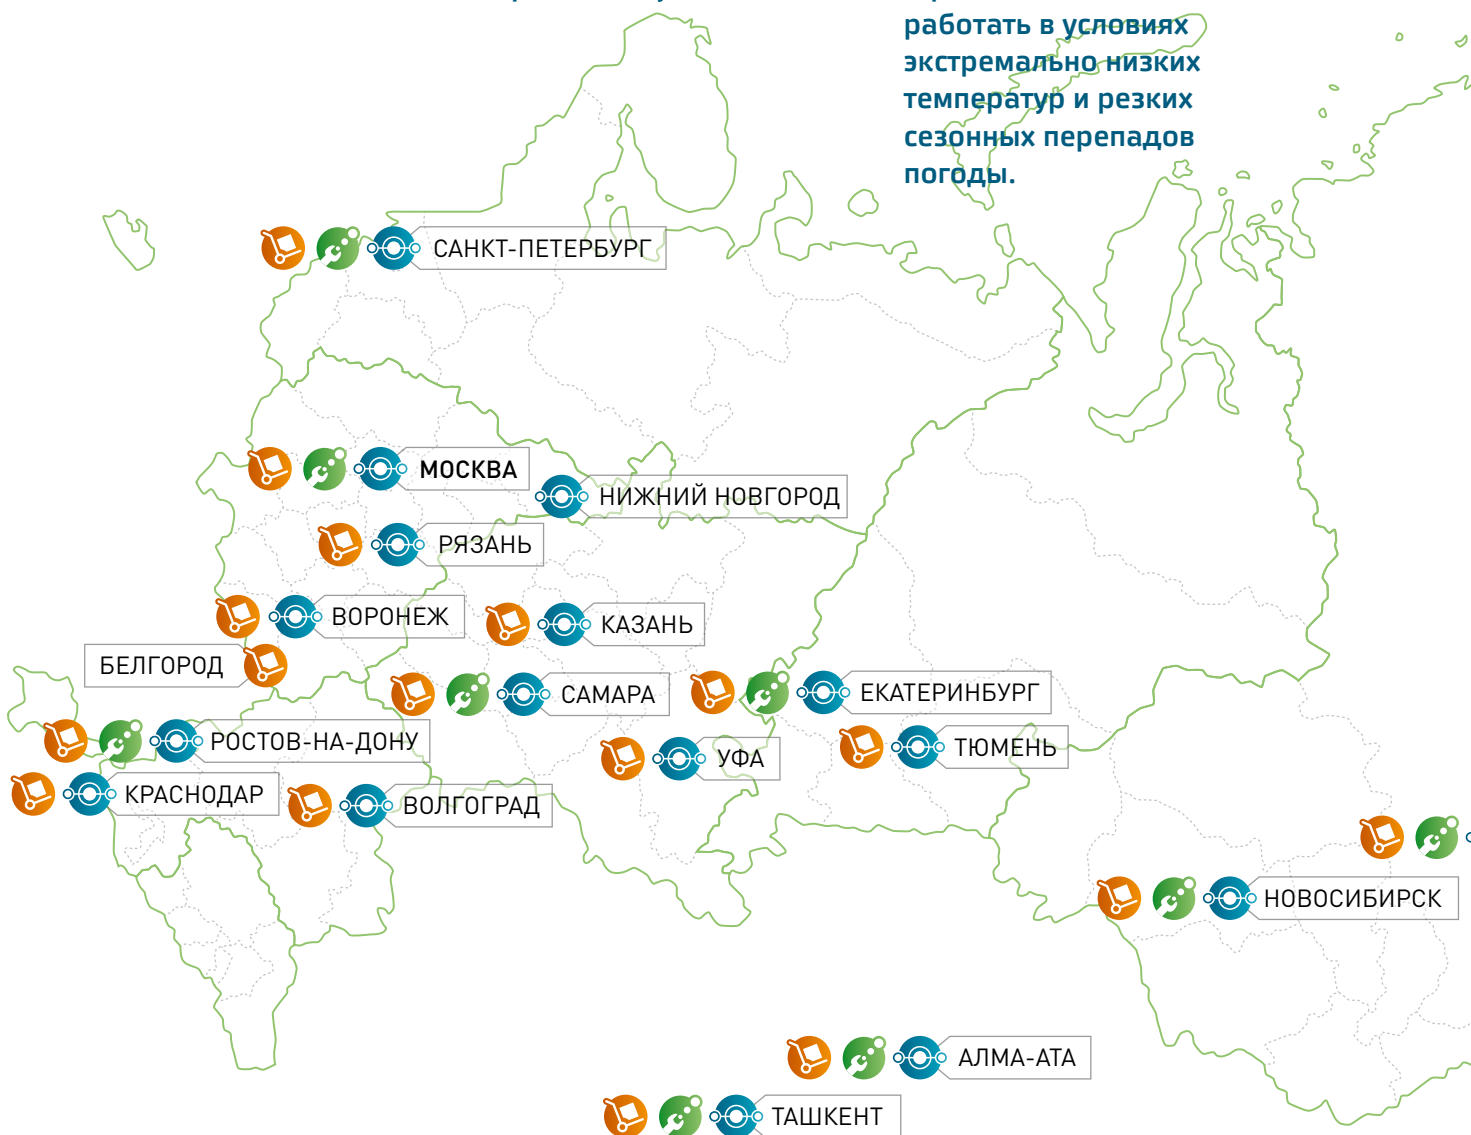 работать в условиях
экстремально низких
температур и резких
сезонных перепадов
погоды.
САНКТ-ПЕТЕРБУРГ
МОСКВА
НИЖНИЙ НОВГОРОД
РЯЗАНЬ
ВОРОНЕЖ
КАЗАНЬ
БЕЛГОРОД
САМАРА
ЕКАТЕРИНБУРГ
РОСТОВ-НА-ДОНУ
ТЮМЕНЬ
УФА
КРАСНОДАР
ВОЛГОГРАД
НОВОСИБИРСК
АЛМА-АТА
ТАШКЕНТ